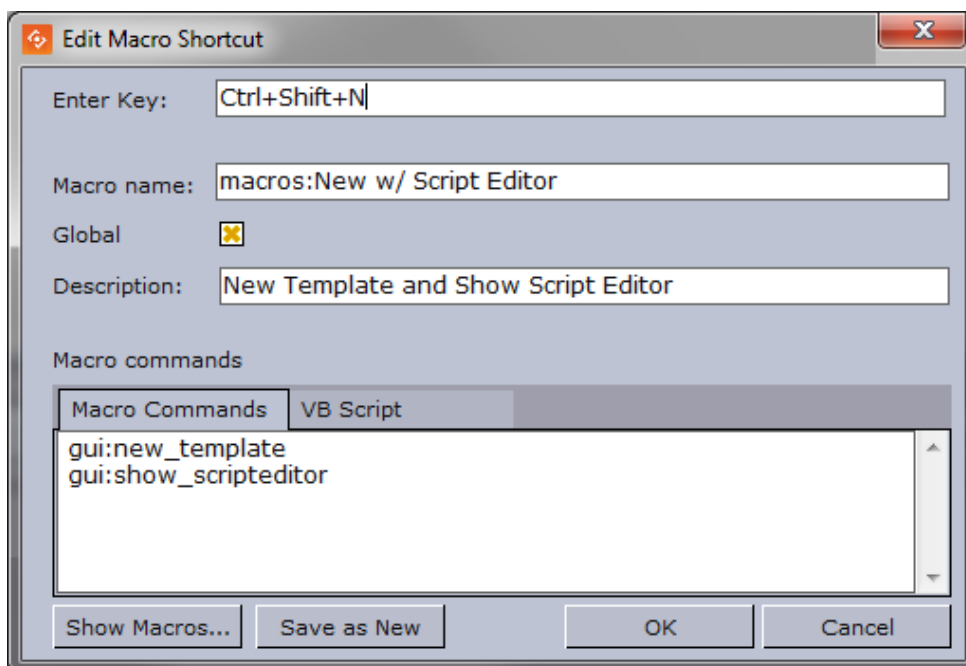 Edit Macro Shortcut
Enter Key: Ctrl+Shift+N
Macro name: macros:New w/ Script Editor
Global
Description: New Template and Show Script Editor
Macro commands
Macro Commands VB Script
gui:new_template
gui:show_scripteditor
Show Macros... Save as New OK Cancel